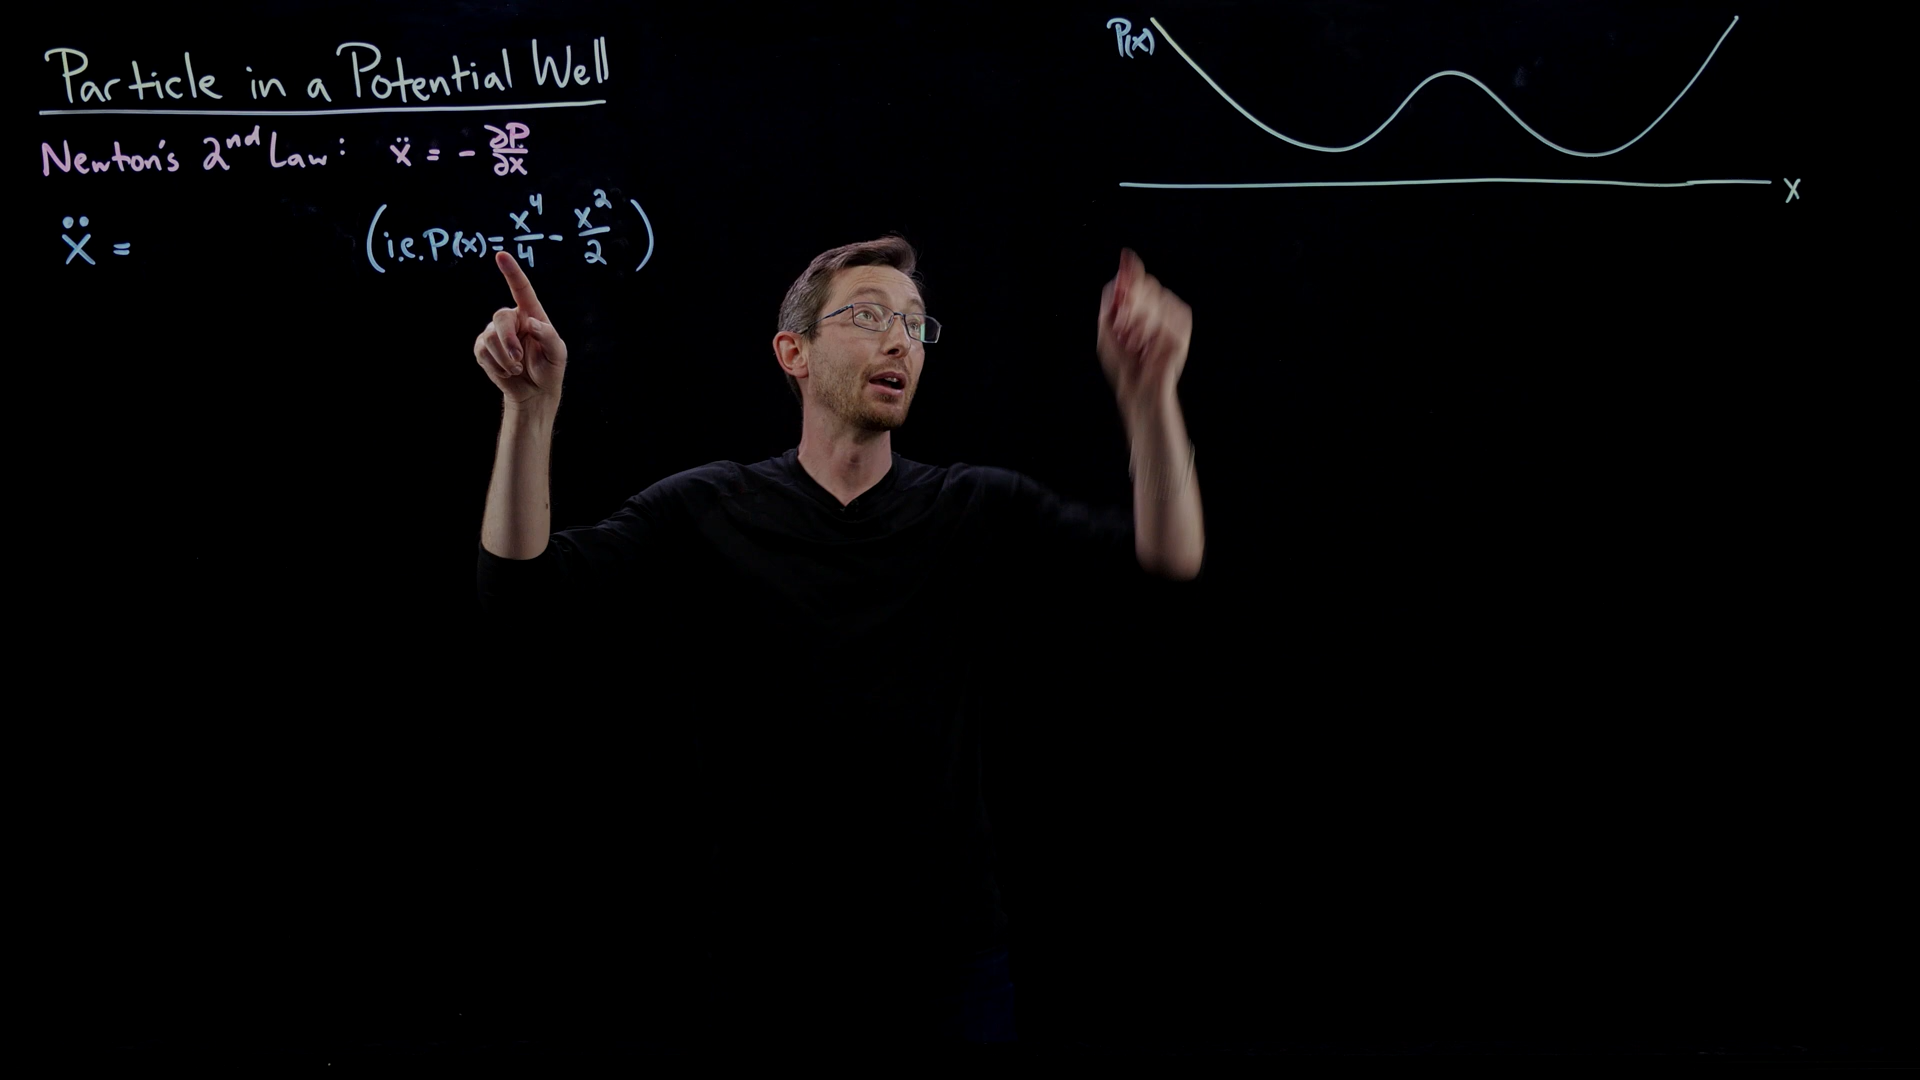 Particle in a Potential Well
Newton's 2nd Law: ẍ = - ∂P/∂x
ẍ = (i.e. P(x) = x⁴/4 - x²/2)
P(x)
x